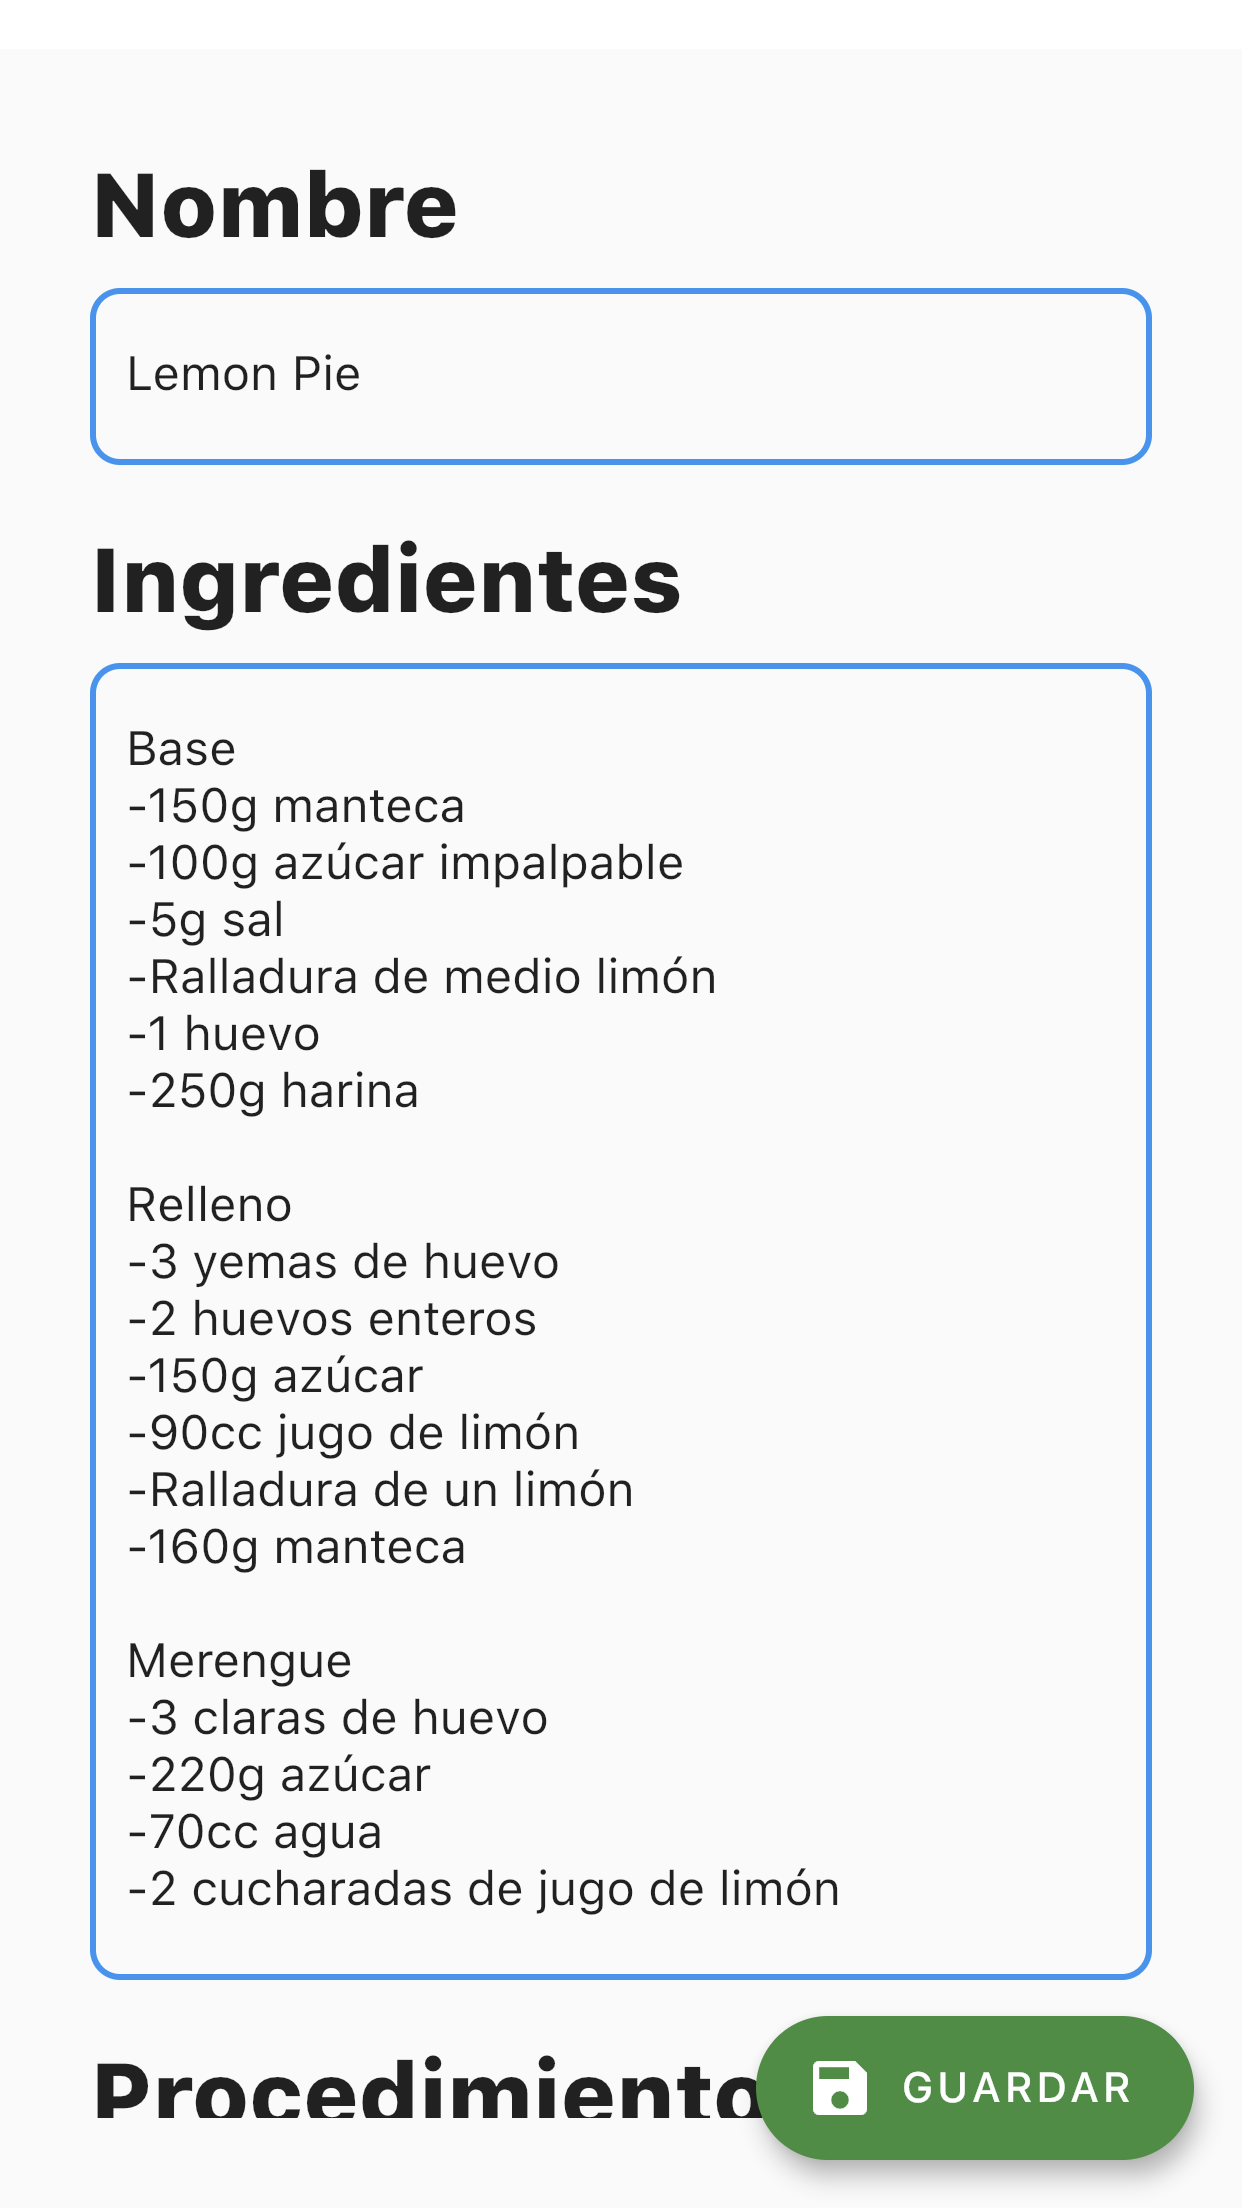 Nombre
Lemon Pie
Ingredientes
Base
-150g manteca
-100g azúcar impalpable
-5g sal
-Ralladura de medio limón
-1 huevo
-250g harina
Relleno
-3 yemas de huevo
-2 huevos enteros
-150g azúcar
-90cc jugo de limón
-Ralladura de un limón
-160g manteca
Merengue
-3 claras de huevo
-220g azúcar
-70cc agua
-2 cucharadas de jugo de limón
Procedimiento
GUARDAR